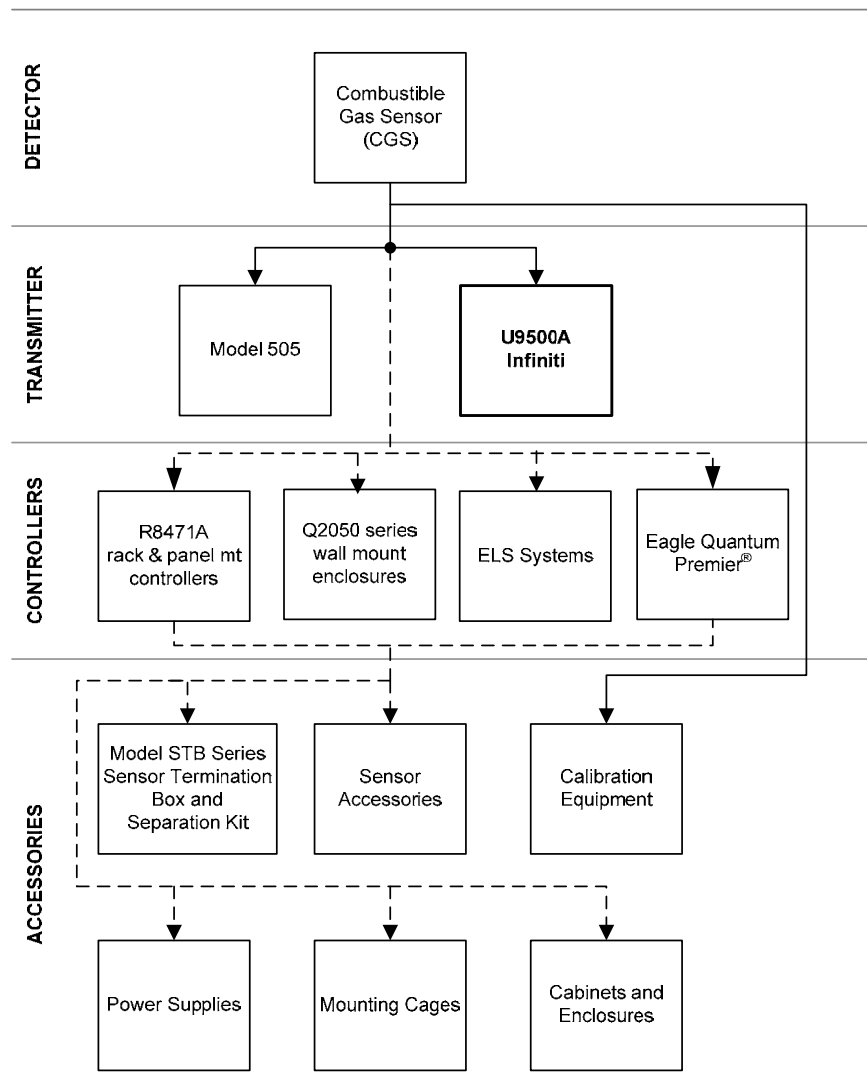 DETECTOR
Combustible
Gas Sensor
(CGS)
TRANSMITTER
Model 505
U9500A
Infiniti
CONTROLLERS
R8471A
rack & panel mt
controllers
Q2050 series
wall mount
enclosures
ELS Systems
Eagle Quantum
Premier®
ACCESSORIES
Model STB Series
Sensor Termination
Box and
Separation Kit
Sensor
Accessories
Calibration
Equipment
Power Supplies
Mounting Cages
Cabinets and
Enclosures